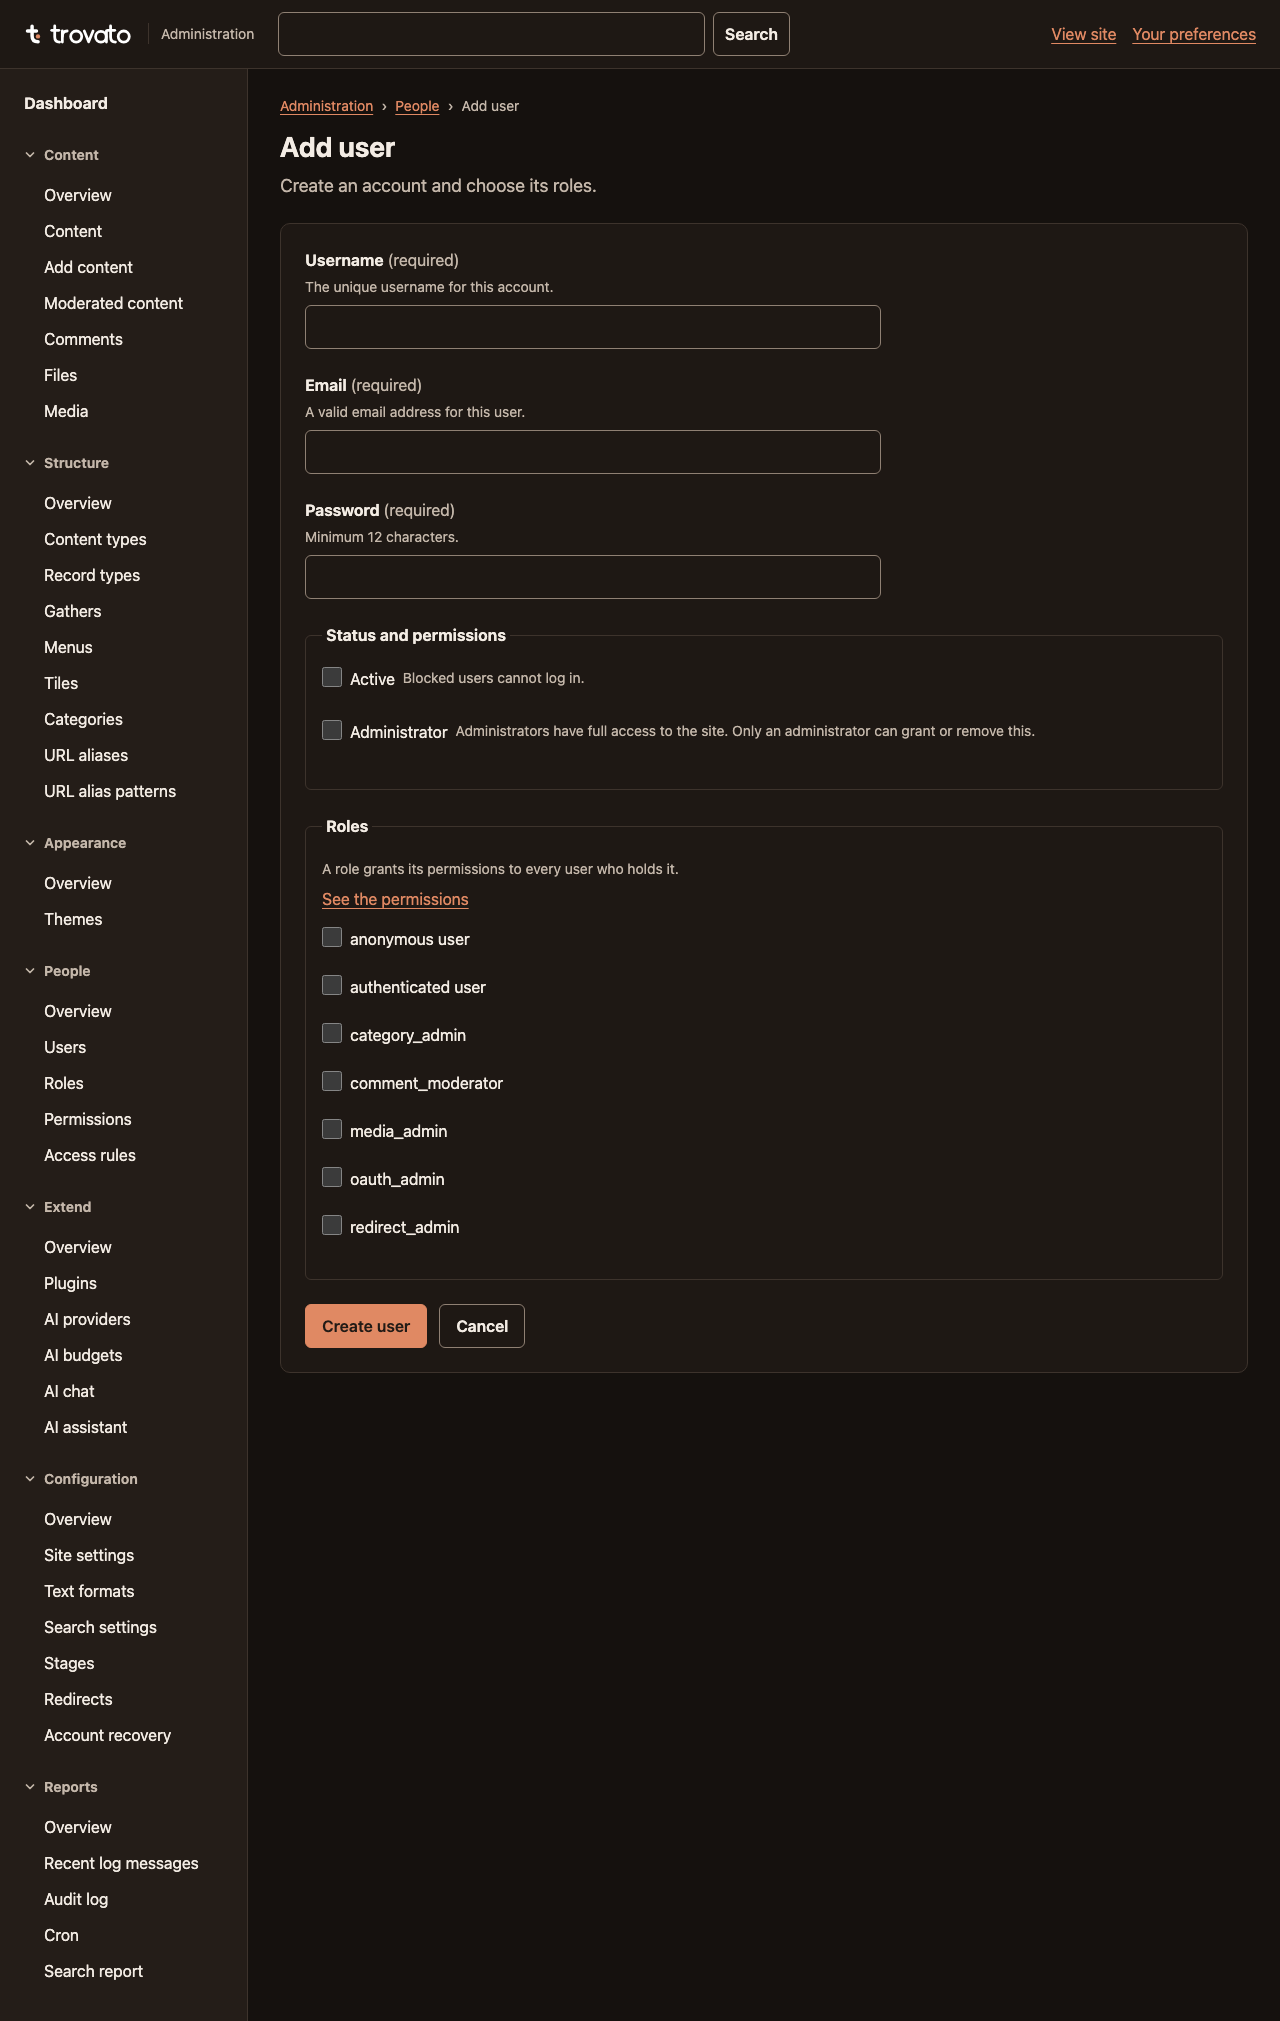 trovato
Administration
Search
View site
Your preferences
Dashboard
Content
Overview
Content
Add content
Moderated content
Comments
Files
Media
Structure
Overview
Content types
Record types
Gathers
Menus
Tiles
Categories
URL aliases
URL alias patterns
Appearance
Overview
Themes
People
Overview
Users
Roles
Permissions
Access rules
Extend
Overview
Plugins
AI providers
AI budgets
AI chat
AI assistant
Configuration
Overview
Site settings
Text formats
Search settings
Stages
Redirects
Account recovery
Reports
Overview
Recent log messages
Audit log
Cron
Search report
Administration › People › Add user
Add user
Create an account and choose its roles.
Username (required)
The unique username for this account.
Email (required)
A valid email address for this user.
Password (required)
Minimum 12 characters.
Status and permissions
Active Blocked users cannot log in.
Administrator Administrators have full access to the site. Only an administrator can grant or remove this.
Roles
A role grants its permissions to every user who holds it.
See the permissions
anonymous user
authenticated user
category_admin
comment_moderator
media_admin
oauth_admin
redirect_admin
Create user
Cancel